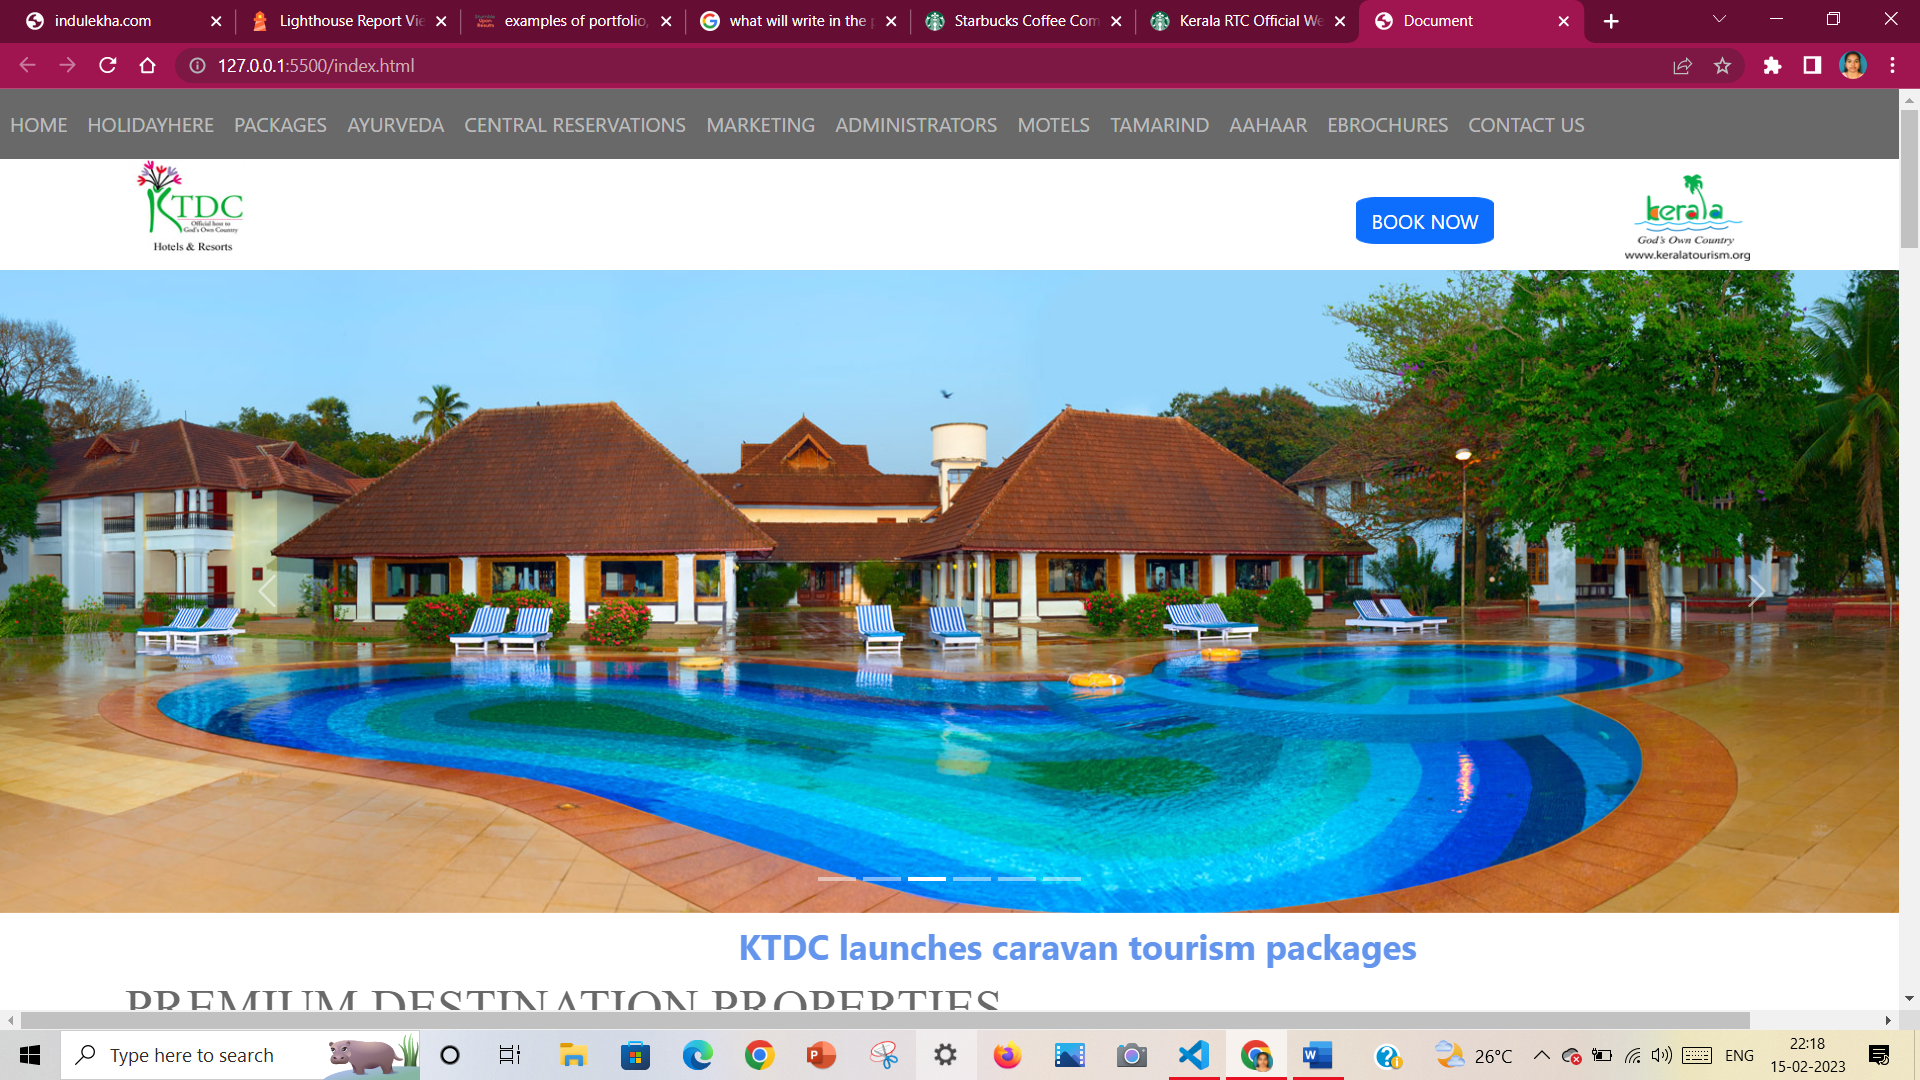 indulekha.com
Lighthouse Report Vie
examples of portfolio,
what will write in the p
Starbucks Coffee Com
Kerala RTC Official We
Document
127.0.0.1:5500/index.html
HOME HOLIDAYHERE PACKAGES AYURVEDA CENTRAL RESERVATIONS MARKETING ADMINISTRATORS MOTELS TAMARIND AAHAAR EBROCHURES CONTACT US
KTDC
Official host to
God's Own Country
Hotels & Resorts
BOOK NOW
kerala
God's Own Country
www.keralatourism.org
KTDC launches caravan tourism packages
PREMIUM DESTINATION PROPERTIES
Type here to search
26°C
ENG
22:18
15-02-2023